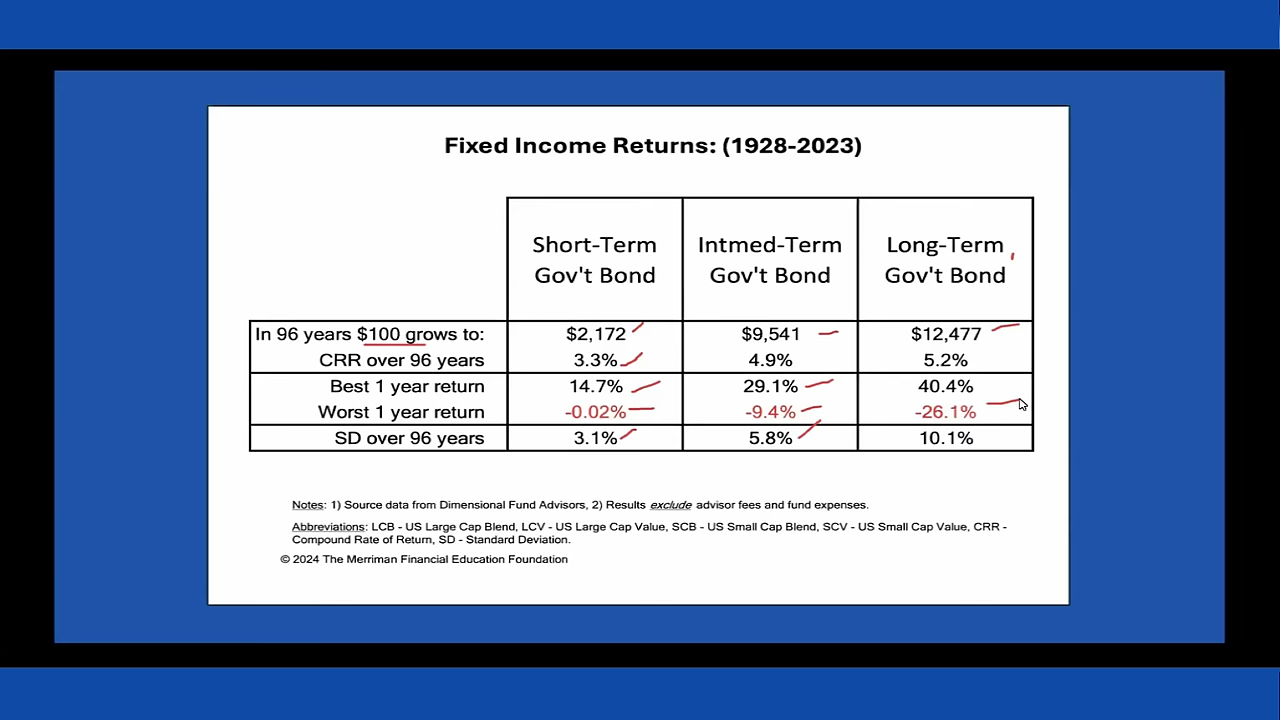 Fixed Income Returns: (1928-2023)
Short-Term Gov't Bond
Intmed-Term Gov't Bond
Long-Term Gov't Bond
In 96 years $100 grows to: $2,172 $9,541 $12,477
CRR over 96 years 3.3% 4.9% 5.2%
Best 1 year return 14.7% 29.1% 40.4%
Worst 1 year return -0.02% -9.4% -26.1%
SD over 96 years 3.1% 5.8% 10.1%
Notes: 1) Source data from Dimensional Fund Advisors, 2) Results exclude advisor fees and fund expenses.
Abbreviations: LCB - US Large Cap Blend, LCV - US Large Cap Value, SCB - US Small Cap Blend, SCV - US Small Cap Value, CRR -
Compound Rate of Return, SD - Standard Deviation.
© 2024 The Merriman Financial Education Foundation